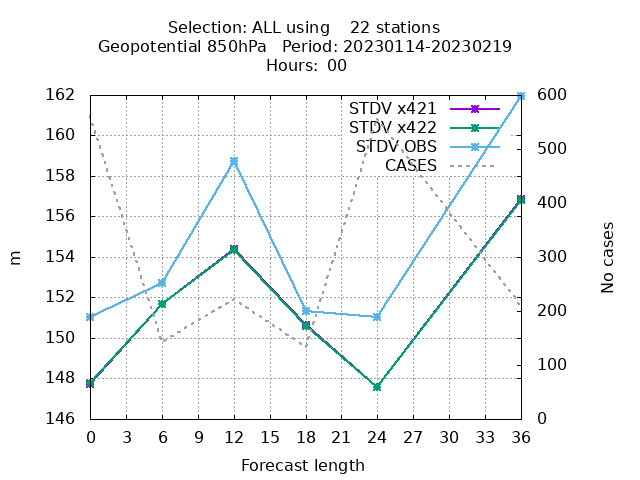 Selection: ALL using    22 stations
Geopotential 850hPa   Period: 20230114-20230219
Hours:  00
162
160
158
156
154
152
150
148
146
m
600
500
400
300
200
100
0
No cases
STDV x421
STDV x422
STDV OBS
CASES
0 3 6 9 12 15 18 21 24 27 30 33 36
Forecast length